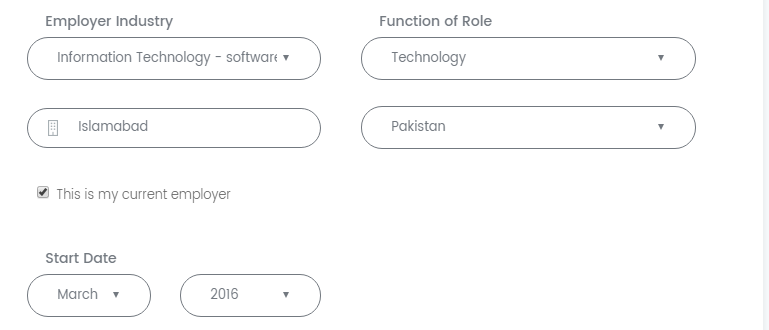 Employer Industry
Function of Role
Information Technology - software
Technology
Islamabad
Pakistan
This is my current employer
Start Date
March
2016